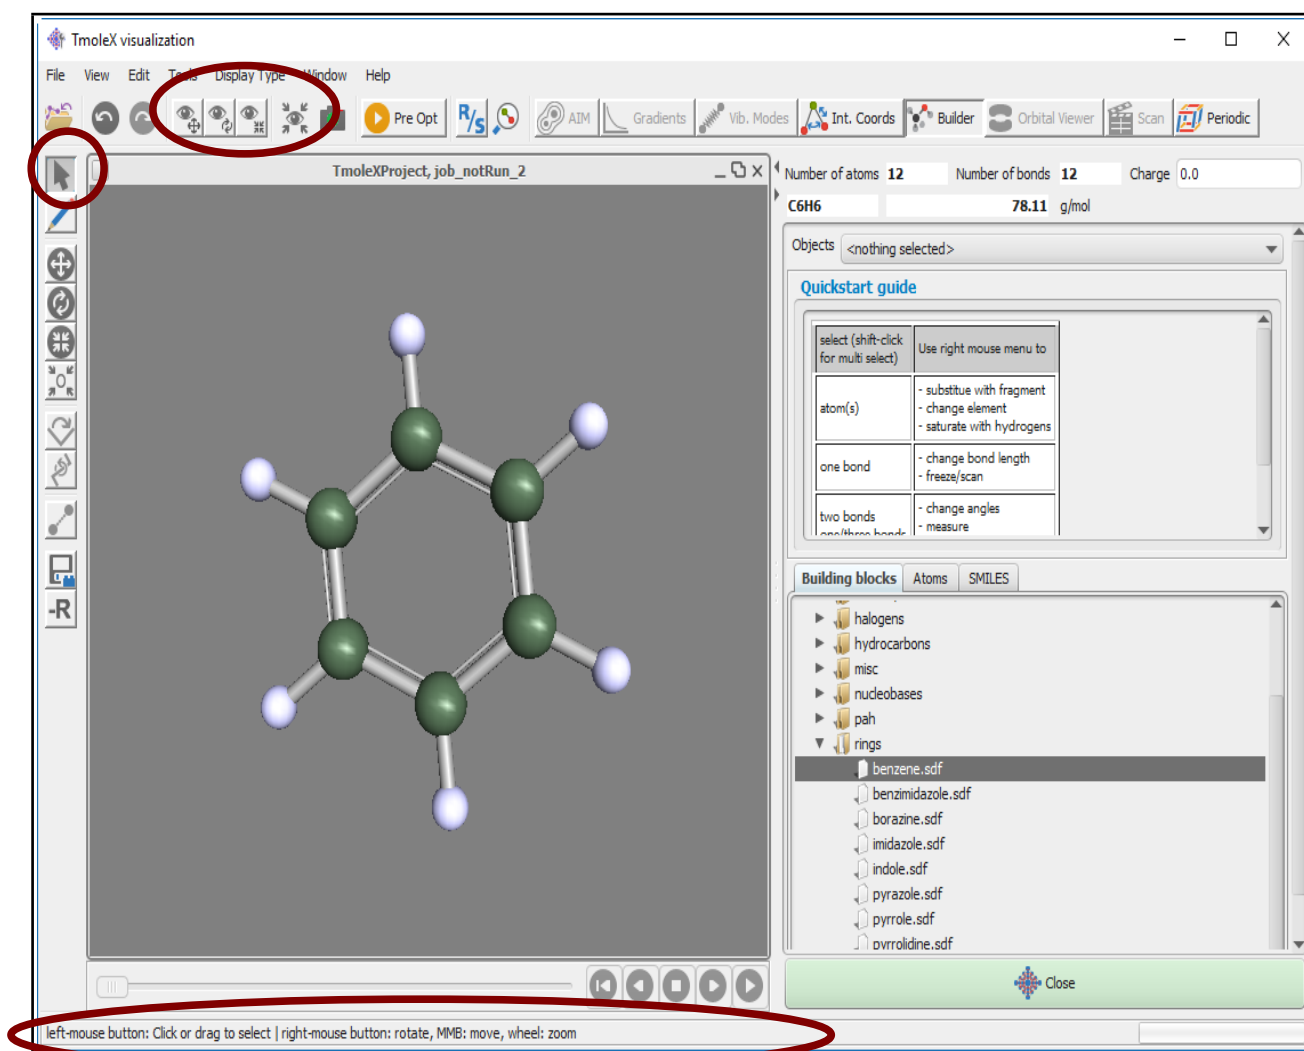 TmoleX visualization
File View Edit Tools Display Type Window Help
Pre Opt R/S AIM Gradients Vib. Modes Int. Coords Builder Orbital Viewer Scan Periodic
TmoleXProject, job_notRun_2
Number of atoms 12 Number of bonds 12 Charge 0.0
C6H6 78.11 g/mol
Objects <nothing selected>
Quickstart guide
select (shift-click
for multi select)
Use right mouse menu to
atom(s)
- substitue with fragment
- change element
- saturate with hydrogens
one bond
- change bond length
- freeze/scan
two bonds
one/three bonds
- change angles
- measure
-R
Building blocks Atoms SMILES
halogens
hydrocarbons
misc
nucleobases
pah
rings
benzene.sdf
benzimidazole.sdf
borazine.sdf
imidazole.sdf
indole.sdf
pyrazole.sdf
pyrrole.sdf
pyrrolidine.sdf
Close
left-mouse button: Click or drag to select | right-mouse button: rotate, MMB: move, wheel: zoom